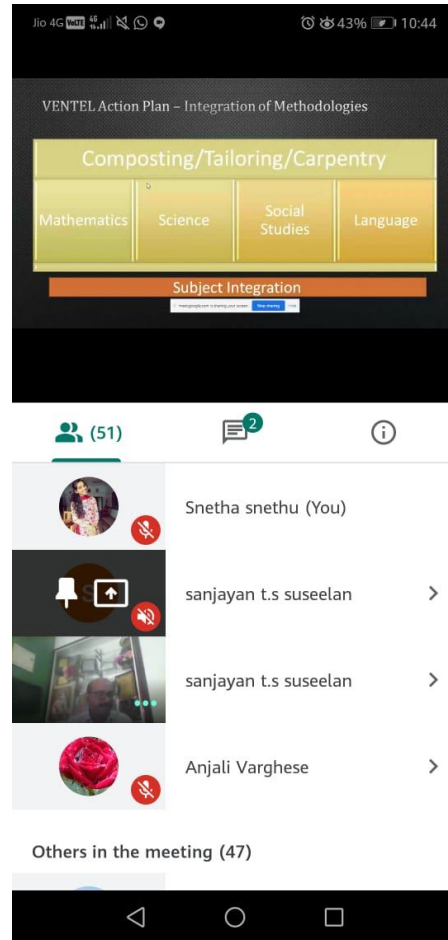 Jio 4G VoLTE 4G 43% 10:44
VENTEL Action Plan – Integration of Methodologies
Composting/Tailoring/Carpentry
Mathematics
Science
Social
Studies
Language
Subject Integration
meet.google.com is sharing your screen. Stop sharing Hide
(51)
2
Snetha snethu (You)
sanjayan t.s suseelan
sanjayan t.s suseelan
Anjali Varghese
Others in the meeting (47)